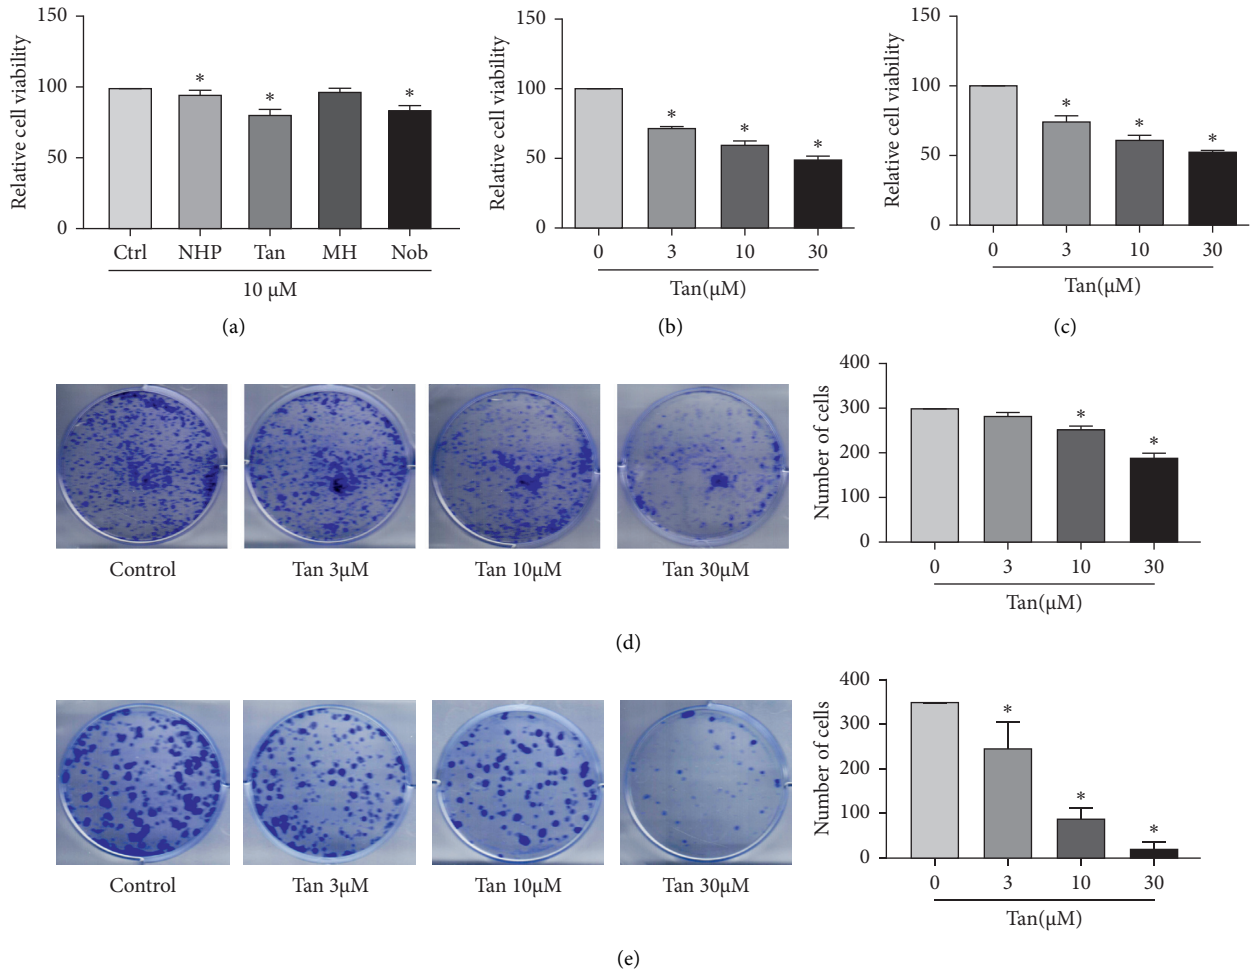 150
100
50
0
Relative cell viability
* * *
Ctrl NHP Tan MH Nob
10 μM
(a)
150
100
50
0
Relative cell viability
* * *
0 3 10 30
Tan(μM)
(b)
150
100
50
0
Relative cell viability
* * *
0 3 10 30
Tan(μM)
(c)
Control Tan 3μM Tan 10μM Tan 30μM
400
300
200
100
0
Number of cells
* *
0 3 10 30
Tan(μM)
(d)
Control Tan 3μM Tan 10μM Tan 30μM
400
300
200
100
0
Number of cells
* * *
0 3 10 30
Tan(μM)
(e)